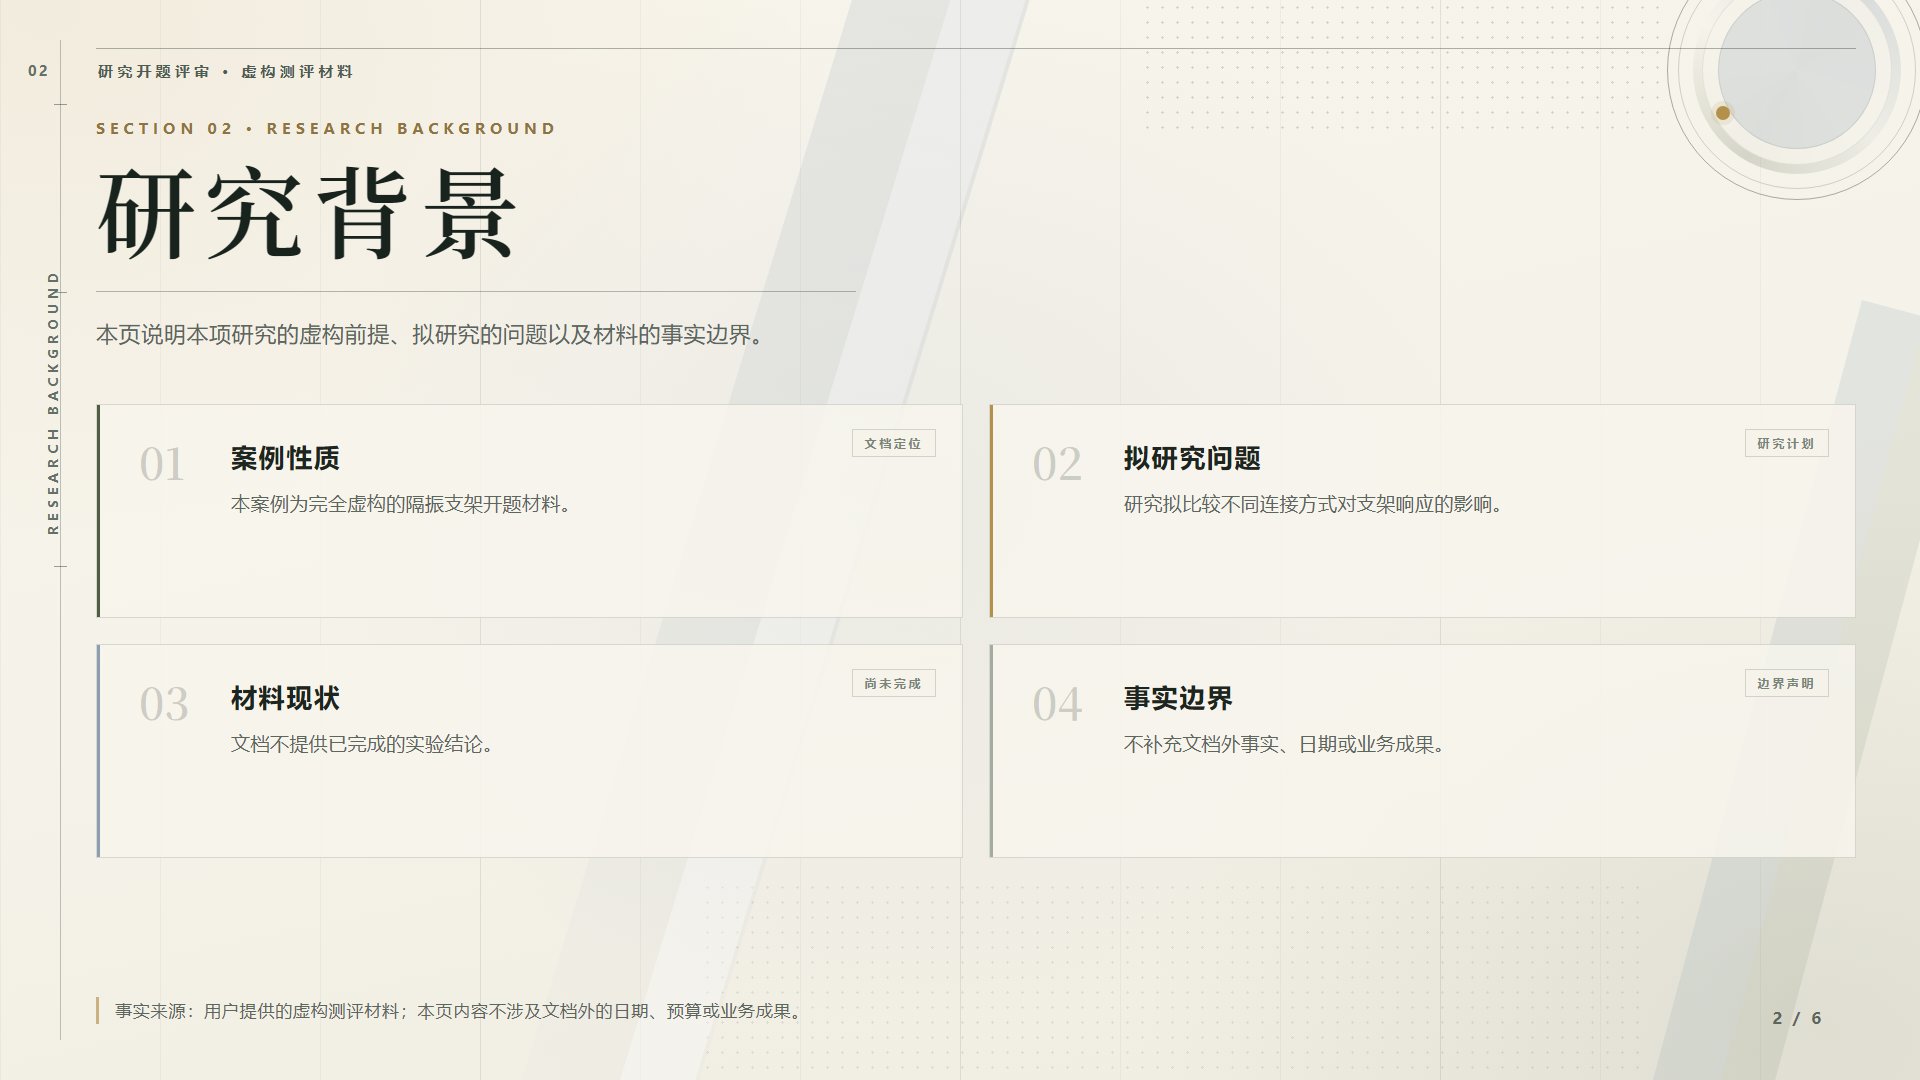 02
研究开题评审 • 虚构测评材料
SECTION 02 • RESEARCH BACKGROUND
研究背景
RESEARCH BACKGROUND
本页说明本项研究的虚构前提、拟研究的问题以及材料的事实边界。
01
案例性质
文档定位
本案例为完全虚构的隔振支架开题材料。
02
拟研究问题
研究计划
研究拟比较不同连接方式对支架响应的影响。
03
材料现状
尚未完成
文档不提供已完成的实验结论。
04
事实边界
边界声明
不补充文档外事实、日期或业务成果。
事实来源：用户提供的虚构测评材料；本页内容不涉及文档外的日期、预算或业务成果。
2 / 6